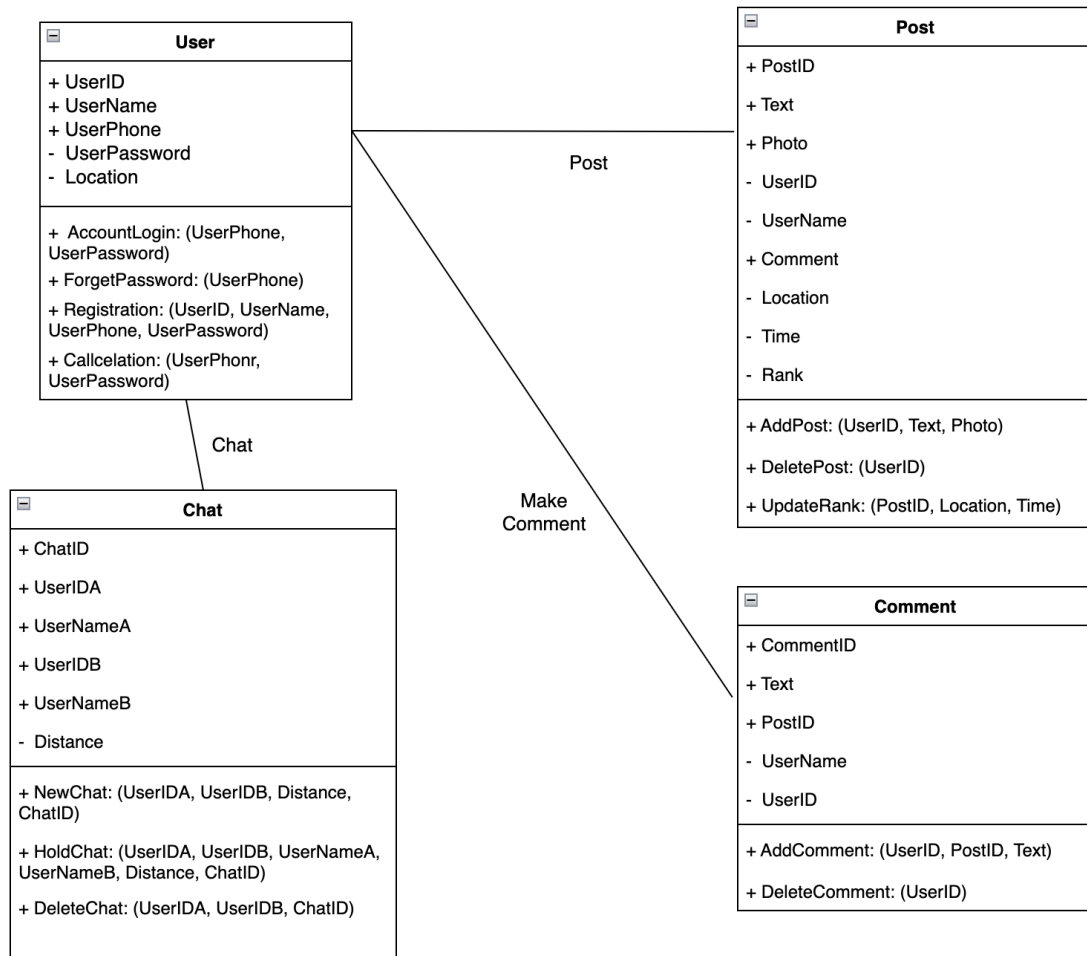 User
+ UserID
+ UserName
+ UserPhone
- UserPassword
- Location
+ AccountLogin: (UserPhone,
UserPassword)
+ ForgetPassword: (UserPhone)
+ Registration: (UserID, UserName,
UserPhone, UserPassword)
+ Callcelation: (UserPhonr,
UserPassword)
Post
Chat
Make
Comment
Post
+ PostID
+ Text
+ Photo
- UserID
- UserName
+ Comment
- Location
- Time
- Rank
+ AddPost: (UserID, Text, Photo)
+ DeletePost: (UserID)
+ UpdateRank: (PostID, Location, Time)
Chat
+ ChatID
+ UserIDA
+ UserNameA
+ UserIDB
+ UserNameB
- Distance
+ NewChat: (UserIDA, UserIDB, Distance,
ChatID)
+ HoldChat: (UserIDA, UserIDB, UserNameA,
UserNameB, Distance, ChatID)
+ DeleteChat: (UserIDA, UserIDB, ChatID)
Comment
+ CommentID
+ Text
+ PostID
- UserName
- UserID
+ AddComment: (UserID, PostID, Text)
+ DeleteComment: (UserID)